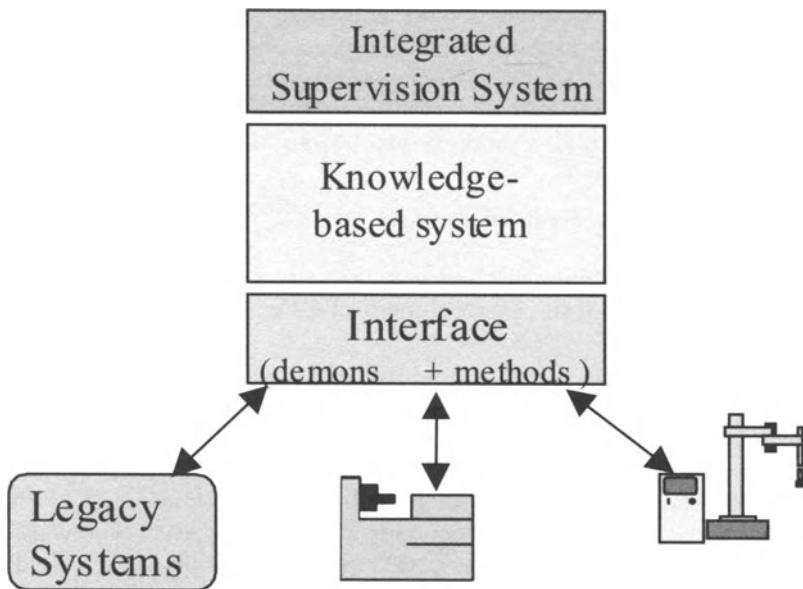 Integrated
Supervision System
Knowledge-
based system
Interface
(demons + methods)
Legacy
Systems